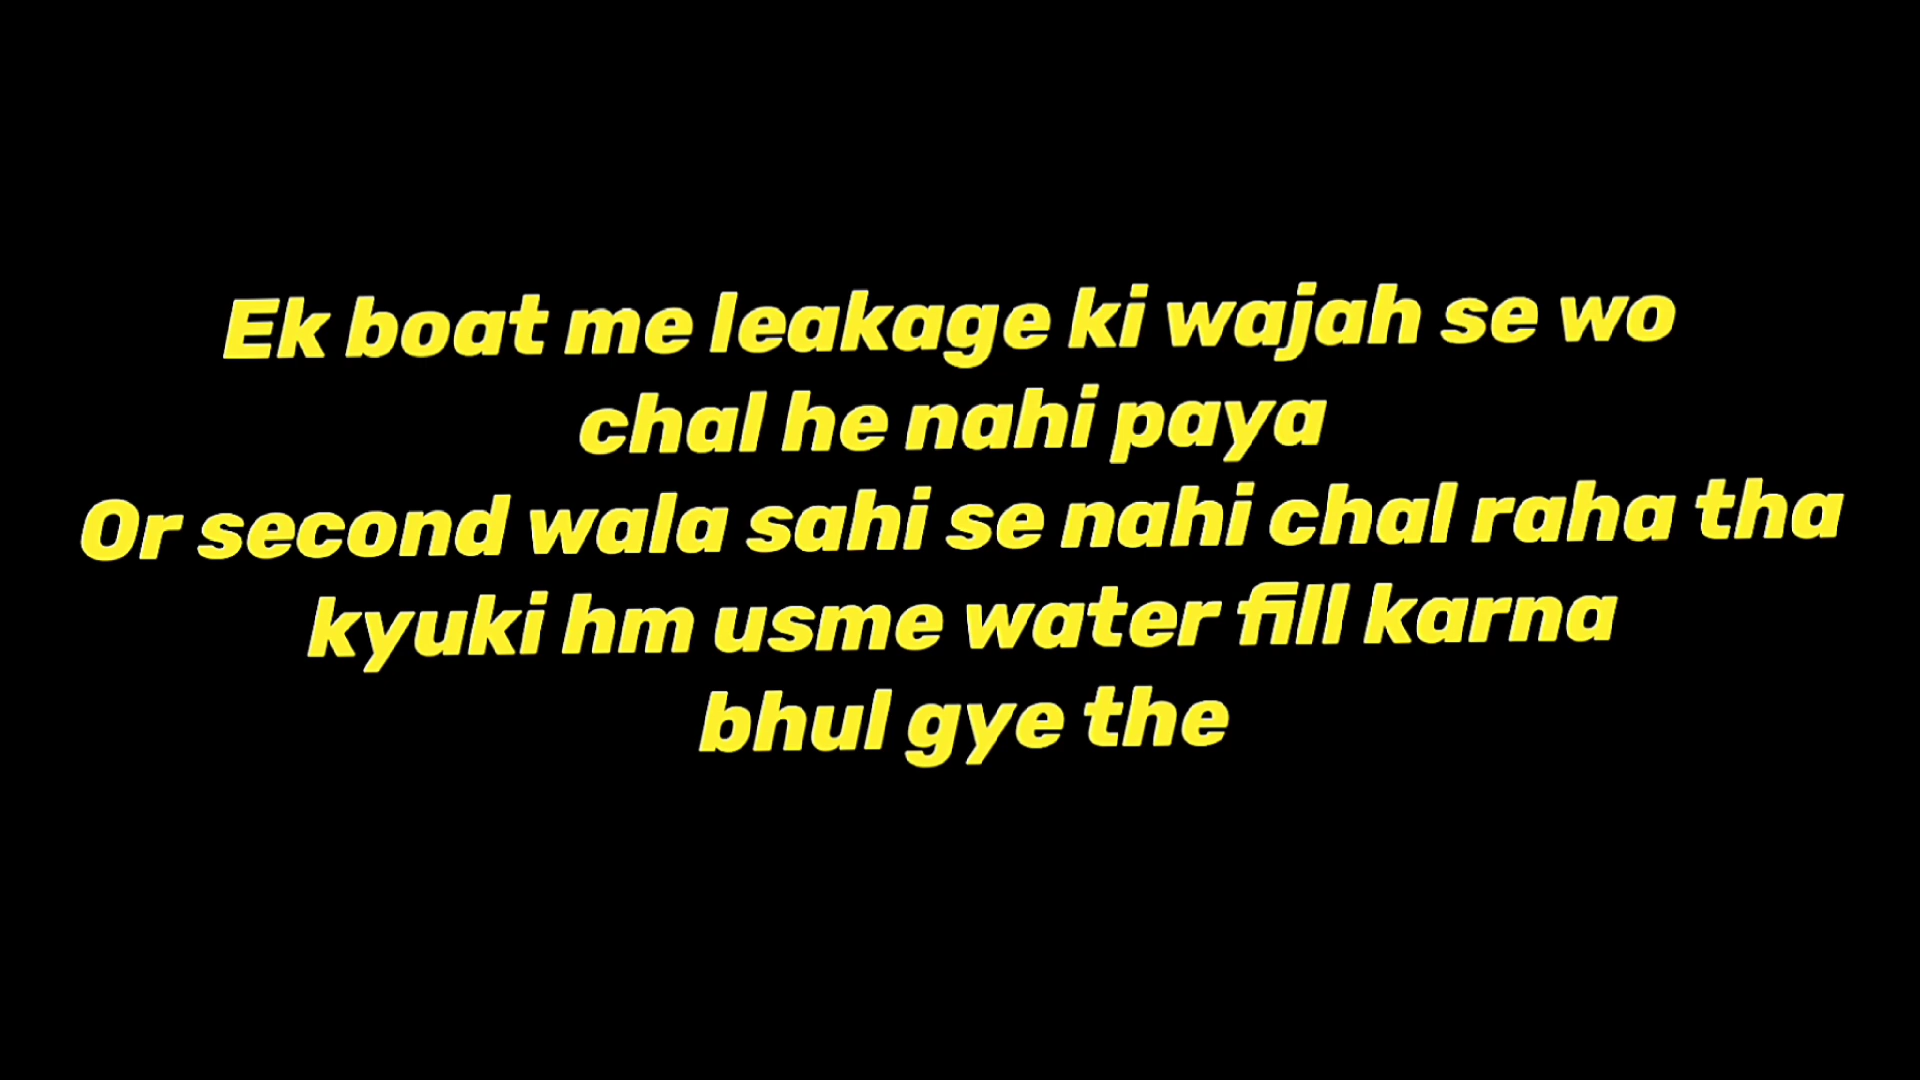 Ek boat me leakage ki wajah se wo
chal he nahi paya
Or second wala sahi se nahi chal raha tha
kyuki hm usme water fill karna
bhul gye the